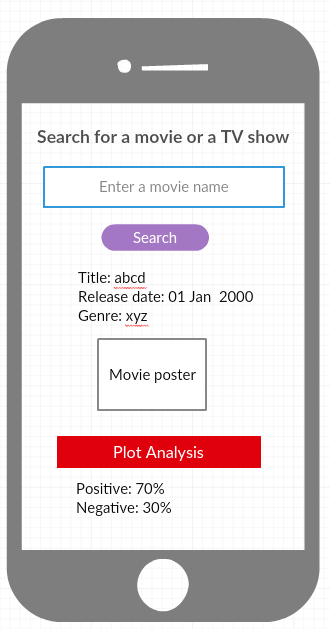 Search for a movie or a TV show
Enter a movie name
Search
Title: abcd
Release date: 01 Jan  2000
Genre: xyz
Movie poster
Plot Analysis
Positive: 70%
Negative: 30%